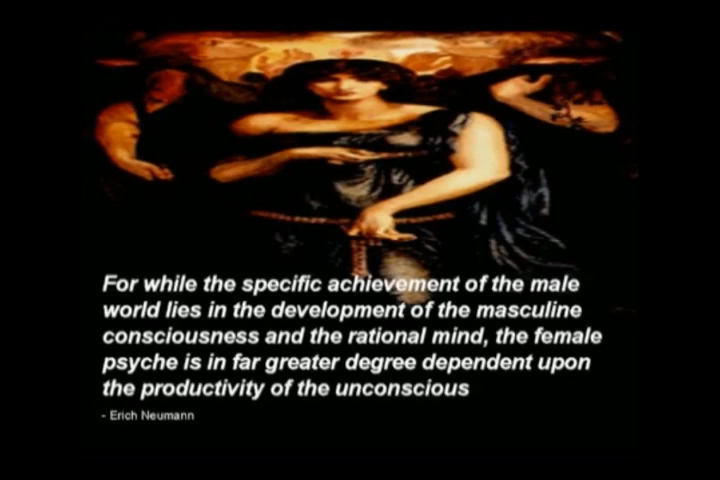 For while the specific achievement of the male
world lies in the development of the masculine
consciousness and the rational mind, the female
psyche is in far greater degree dependent upon
the productivity of the unconscious
- Erich Neumann